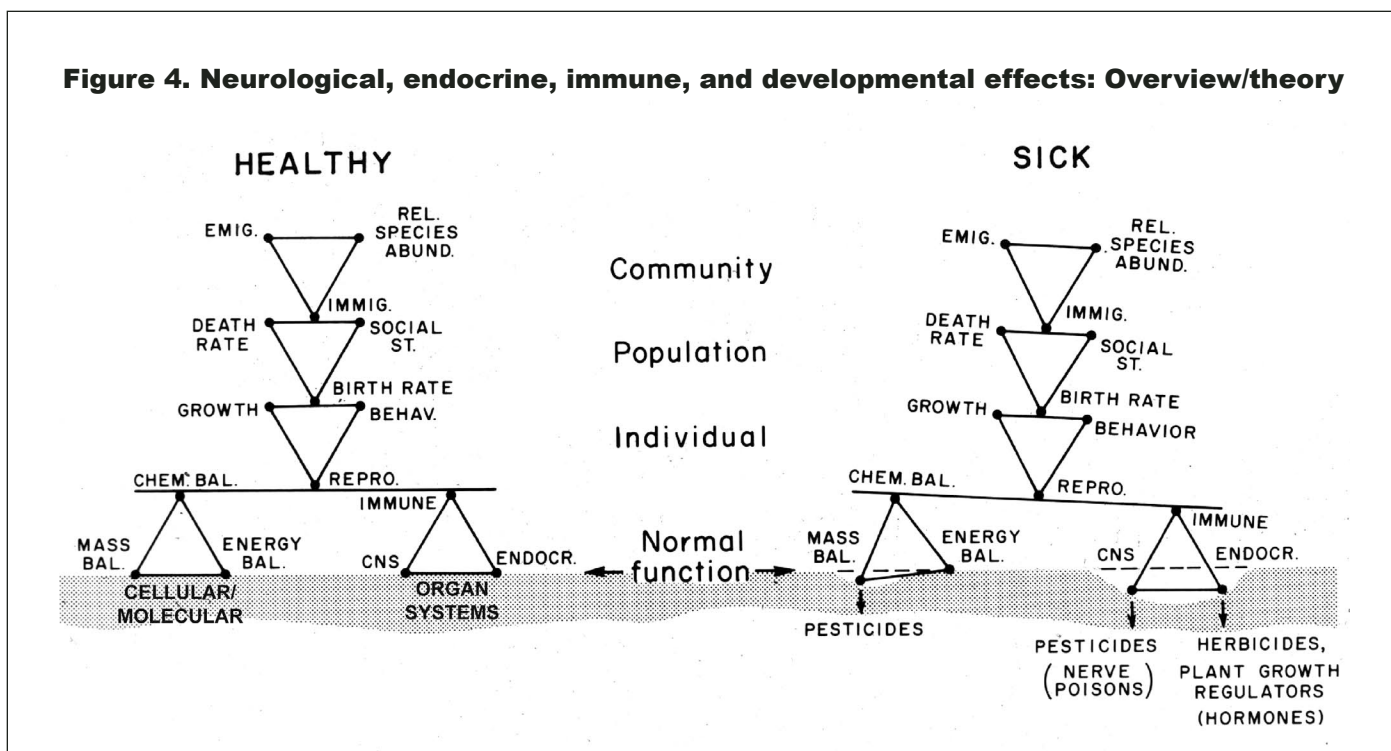 Figure 4. Neurological, endocrine, immune, and developmental effects: Overview/theory
HEALTHY
EMIG.
REL.
SPECIES
ABUND.
IMMIG.
DEATH
RATE
SOCIAL
ST.
BIRTH RATE
GROWTH
BEHAV.
CHEM. BAL.
REPRO.
IMMUNE
MASS
BAL.
ENERGY
BAL.
CNS
ENDOCR.
CELLULAR/
MOLECULAR
ORGAN
SYSTEMS
Community
Population
Individual
Normal
function
SICK
EMIG.
REL.
SPECIES
ABUND.
IMMIG.
DEATH
RATE
SOCIAL
ST.
BIRTH RATE
GROWTH
BEHAVIOR
CHEM. BAL.
REPRO.
IMMUNE
MASS
BAL.
ENERGY
BAL.
CNS
ENDOCR.
PESTICIDES
PESTICIDES
(NERVE
POISONS)
HERBICIDES,
PLANT GROWTH
REGULATORS
(HORMONES)